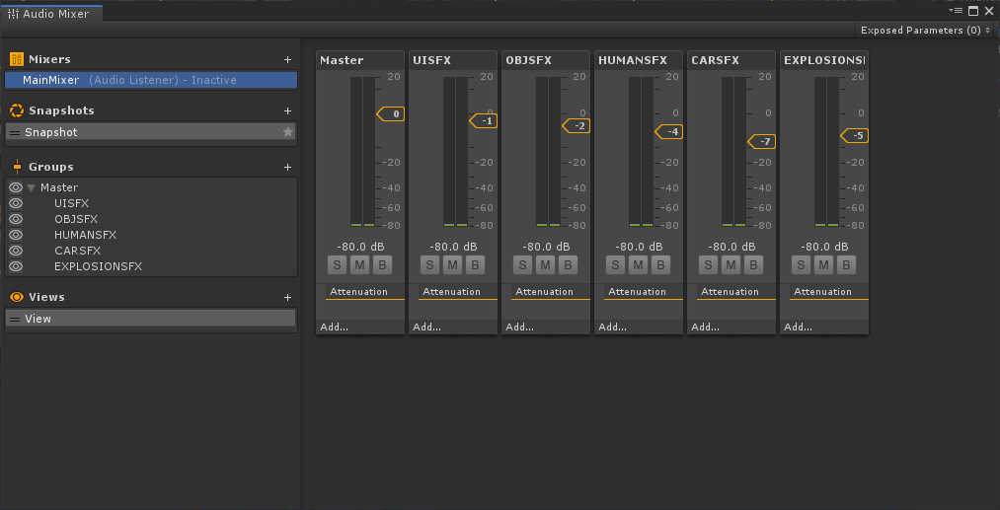 Audio Mixer
Exposed Parameters (0)
Mixers
MainMixer (Audio Listener) - Inactive
Snapshots
Snapshot
Groups
Master
UISFX
OBJSFX
HUMANSFX
CARSFX
EXPLOSIONSFX
Views
View
Master
20
0
0
-20
-40
-60
-80
-80.0 dB
S M B
Attenuation
Add...
UISFX
20
0
-1
-20
-40
-60
-80
-80.0 dB
S M B
Attenuation
Add...
OBJSFX
20
0
-2
-20
-40
-60
-80
-80.0 dB
S M B
Attenuation
Add...
HUMANSFX
20
0
-4
-20
-40
-60
-80
-80.0 dB
S M B
Attenuation
Add...
CARSFX
20
0
-7
-20
-40
-60
-80
-80.0 dB
S M B
Attenuation
Add...
EXPLOSIONS
20
0
-5
-20
-40
-60
-80
-80.0 dB
S M B
Attenuation
Add...